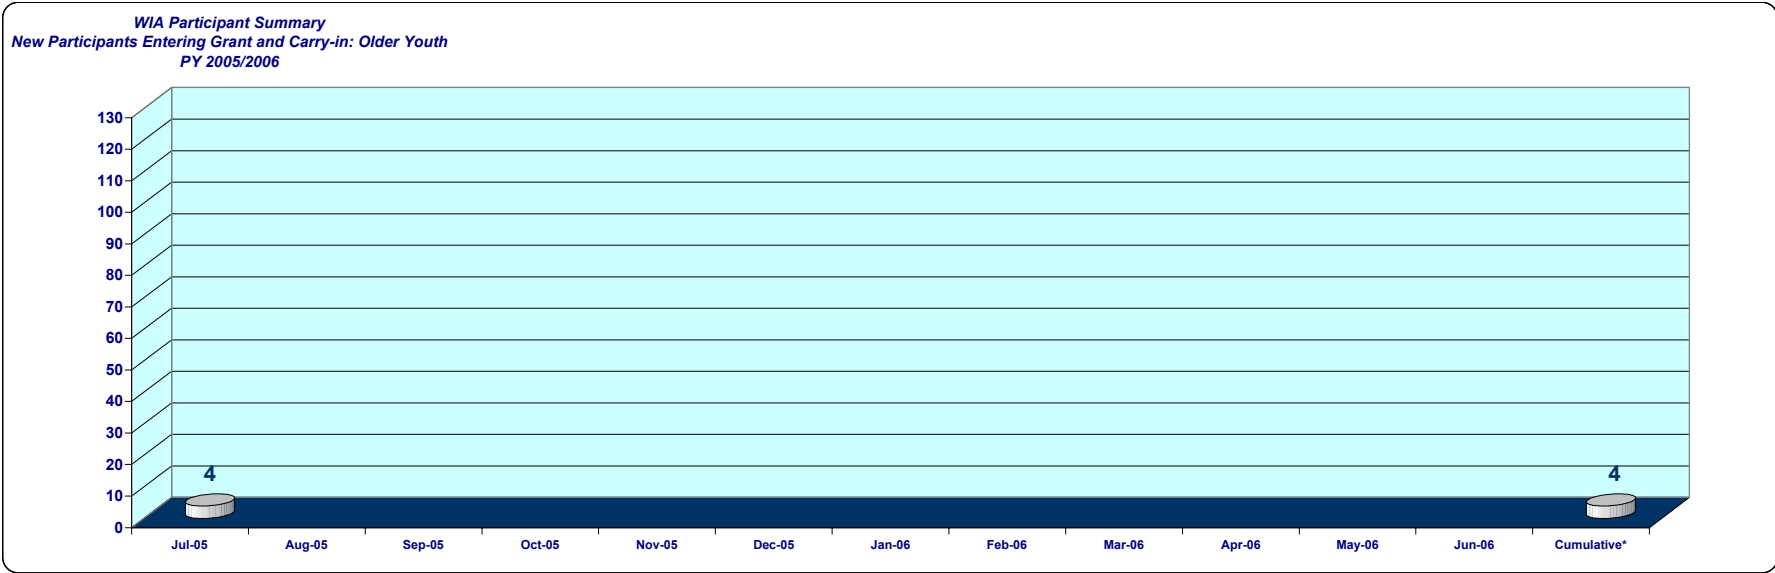 WIA Participant Summary
New Participants Entering Grant and Carry-in: Older Youth
PY 2005/2006
130
120
110
100
90
80
70
60
50
40
30
20
10
0
4
4
Jul-05
Aug-05
Sep-05
Oct-05
Nov-05
Dec-05
Jan-06
Feb-06
Mar-06
Apr-06
May-06
Jun-06
Cumulative*